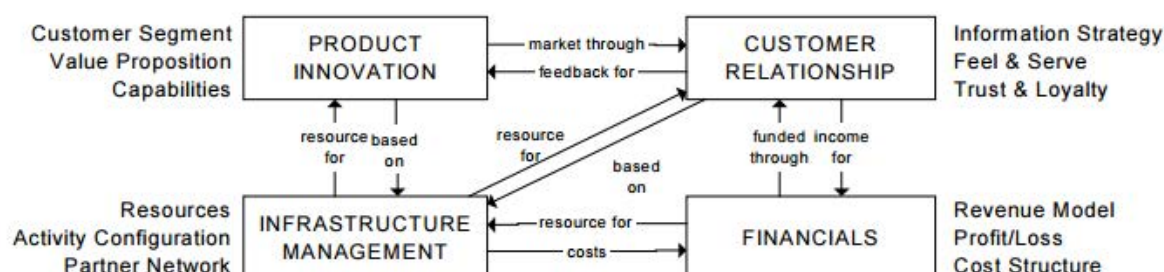 Customer Segment
Value Proposition
Capabilities
PRODUCT
INNOVATION
market through
feedback for
CUSTOMER
RELATIONSHIP
Information Strategy
Feel & Serve
Trust & Loyalty
resource
for
based
on
resource
for
based
on
funded
through
income
for
Resources
Activity Configuration
Partner Network
INFRASTRUCTURE
MANAGEMENT
resource for
costs
FINANCIALS
Revenue Model
Profit/Loss
Cost Structure